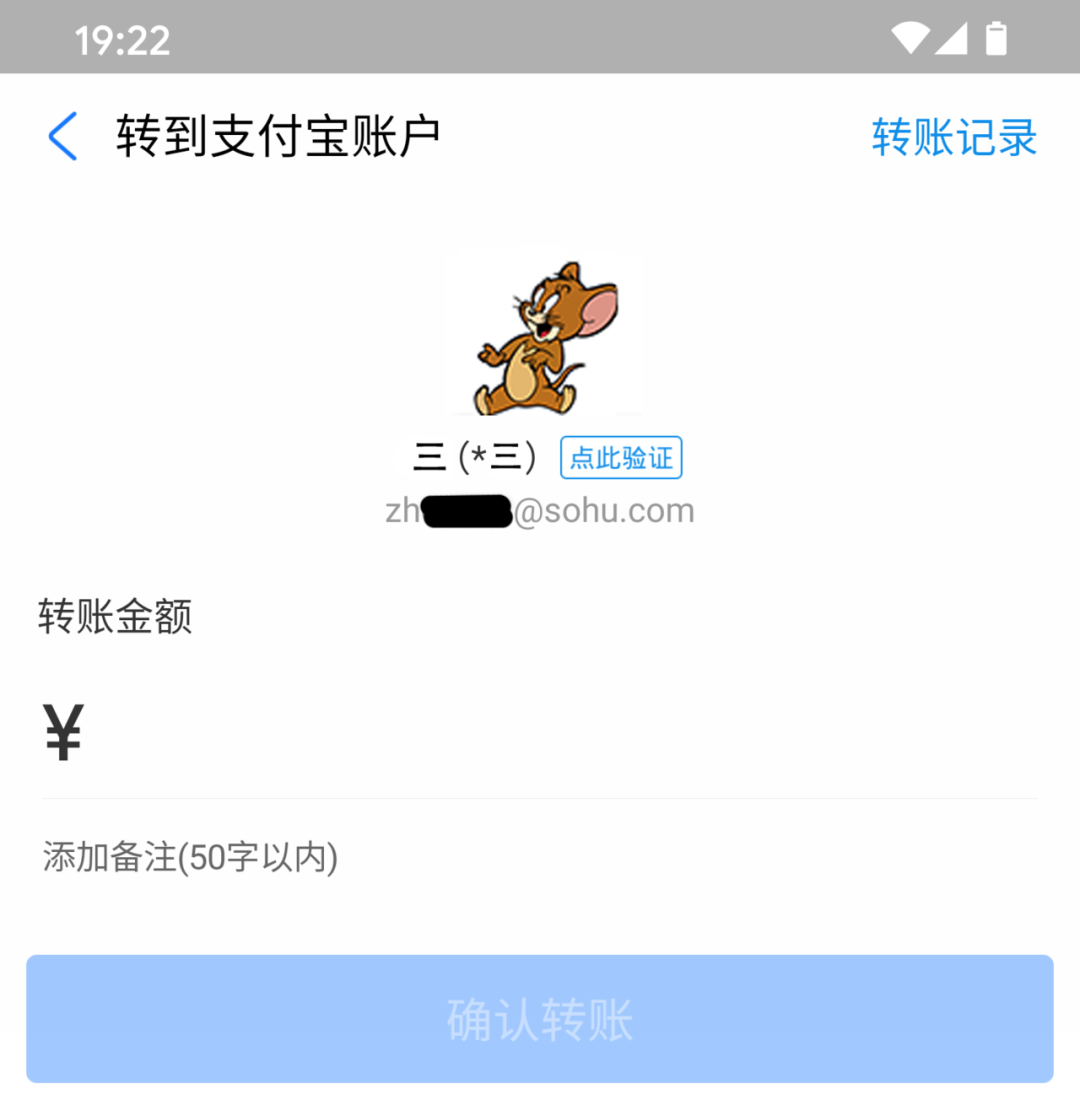 19:22
转到支付宝账户 转账记录
三 (*三) 点此验证
zh @sohu.com
转账金额
¥
添加备注(50字以内)
确认转账